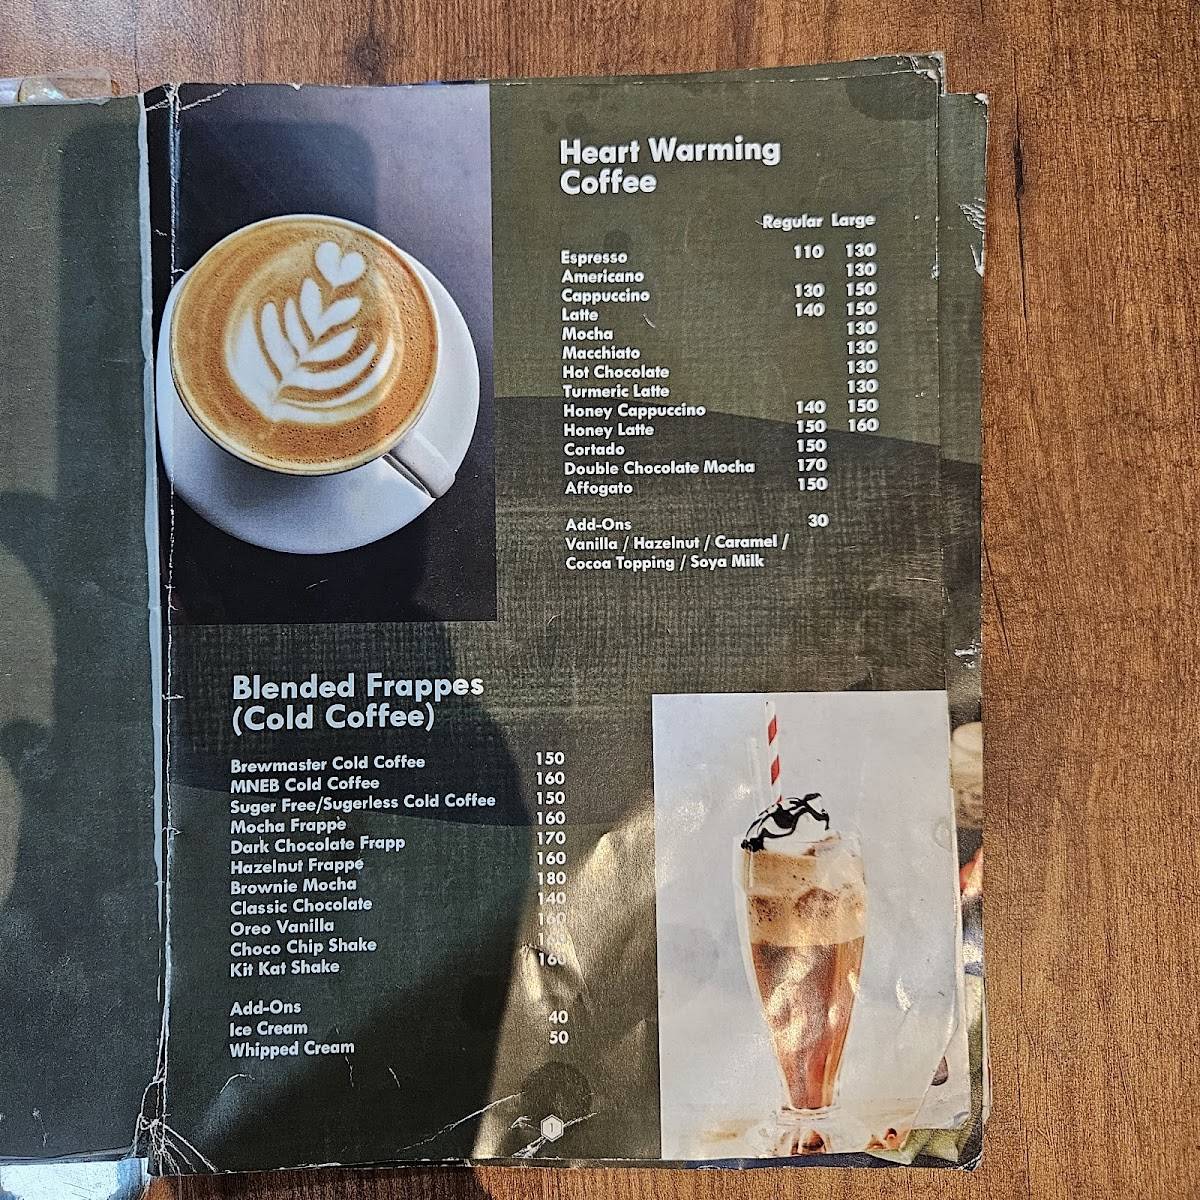 Heart Warming
Coffee
Regular Large
Espresso 110 130
Americano 130
Cappuccino 130 150
Latte 140 150
Mocha 130
Macchiato 130
Hot Chocolate 130
Turmeric Latte 130
Honey Cappuccino 140 150
Honey Latte 150 160
Cortado 150
Double Chocolate Mocha 170
Affogato 150
Add-Ons 30
Vanilla / Hazelnut / Caramel /
Cocoa Topping / Soya Milk
Blended Frappes
(Cold Coffee)
Brewmaster Cold Coffee 150
MNEB Cold Coffee 160
Suger Free/Sugerless Cold Coffee 150
Mocha Frappe 160
Dark Chocolate Frapp 170
Hazelnut Frappe 160
Brownie Mocha 180
Classic Chocolate 140
Oreo Vanilla 160
Choco Chip Shake
Kit Kat Shake 160
Add-Ons
Ice Cream 40
Whipped Cream 50
1